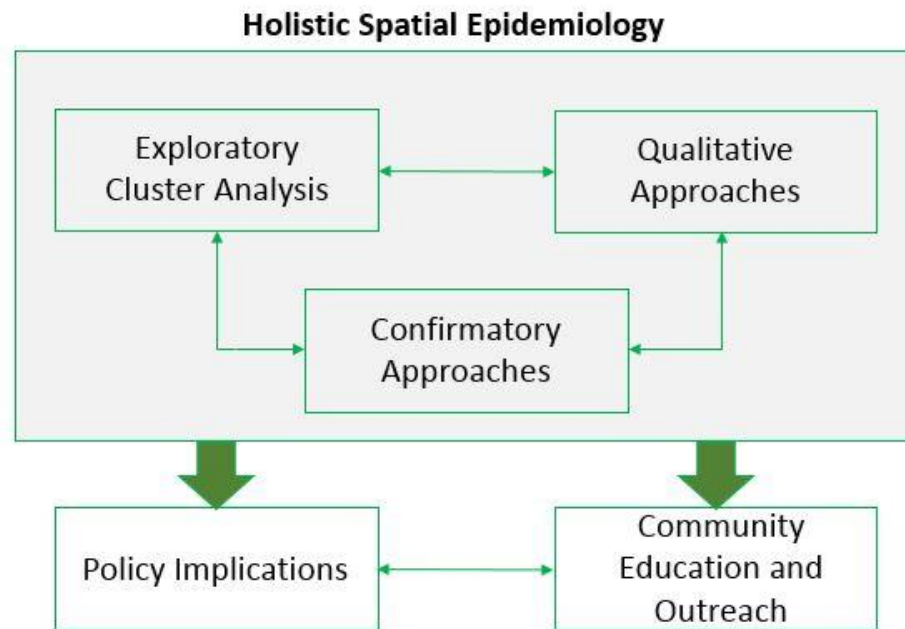 Holistic Spatial Epidemiology
Exploratory
Cluster Analysis
Qualitative
Approaches
Confirmatory
Approaches
Policy Implications
Community
Education and
Outreach